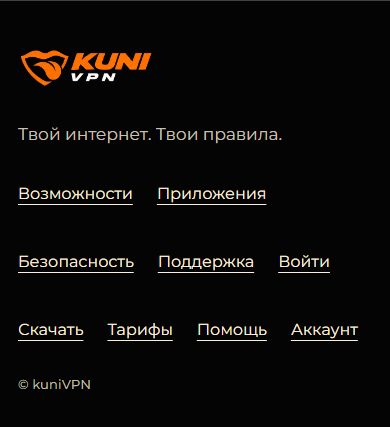 KUNI
VPN
Твой интернет. Твои правила.
Возможности Приложения
Безопасность Поддержка Войти
Скачать Тарифы Помощь Аккаунт
© kuniVPN